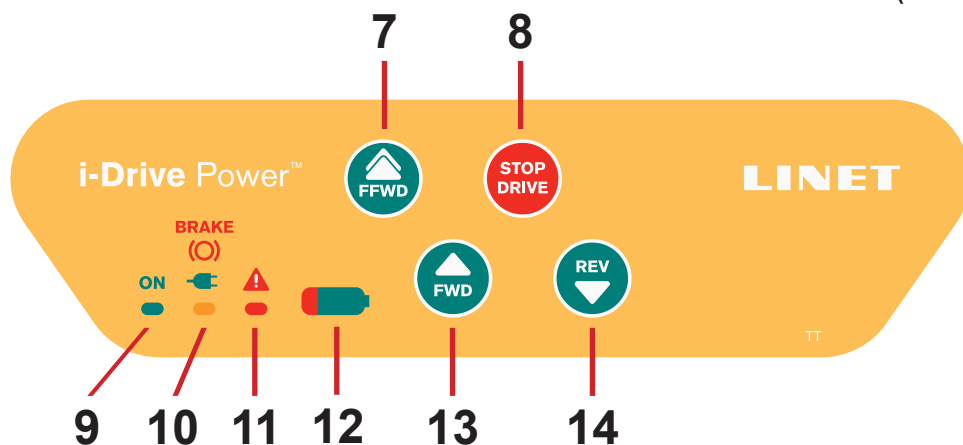 7 8
i-Drive Power™
FFWD
STOP
DRIVE
LINET
BRAKE
ON
FWD
REV
TT
9 10 11 12 13 14